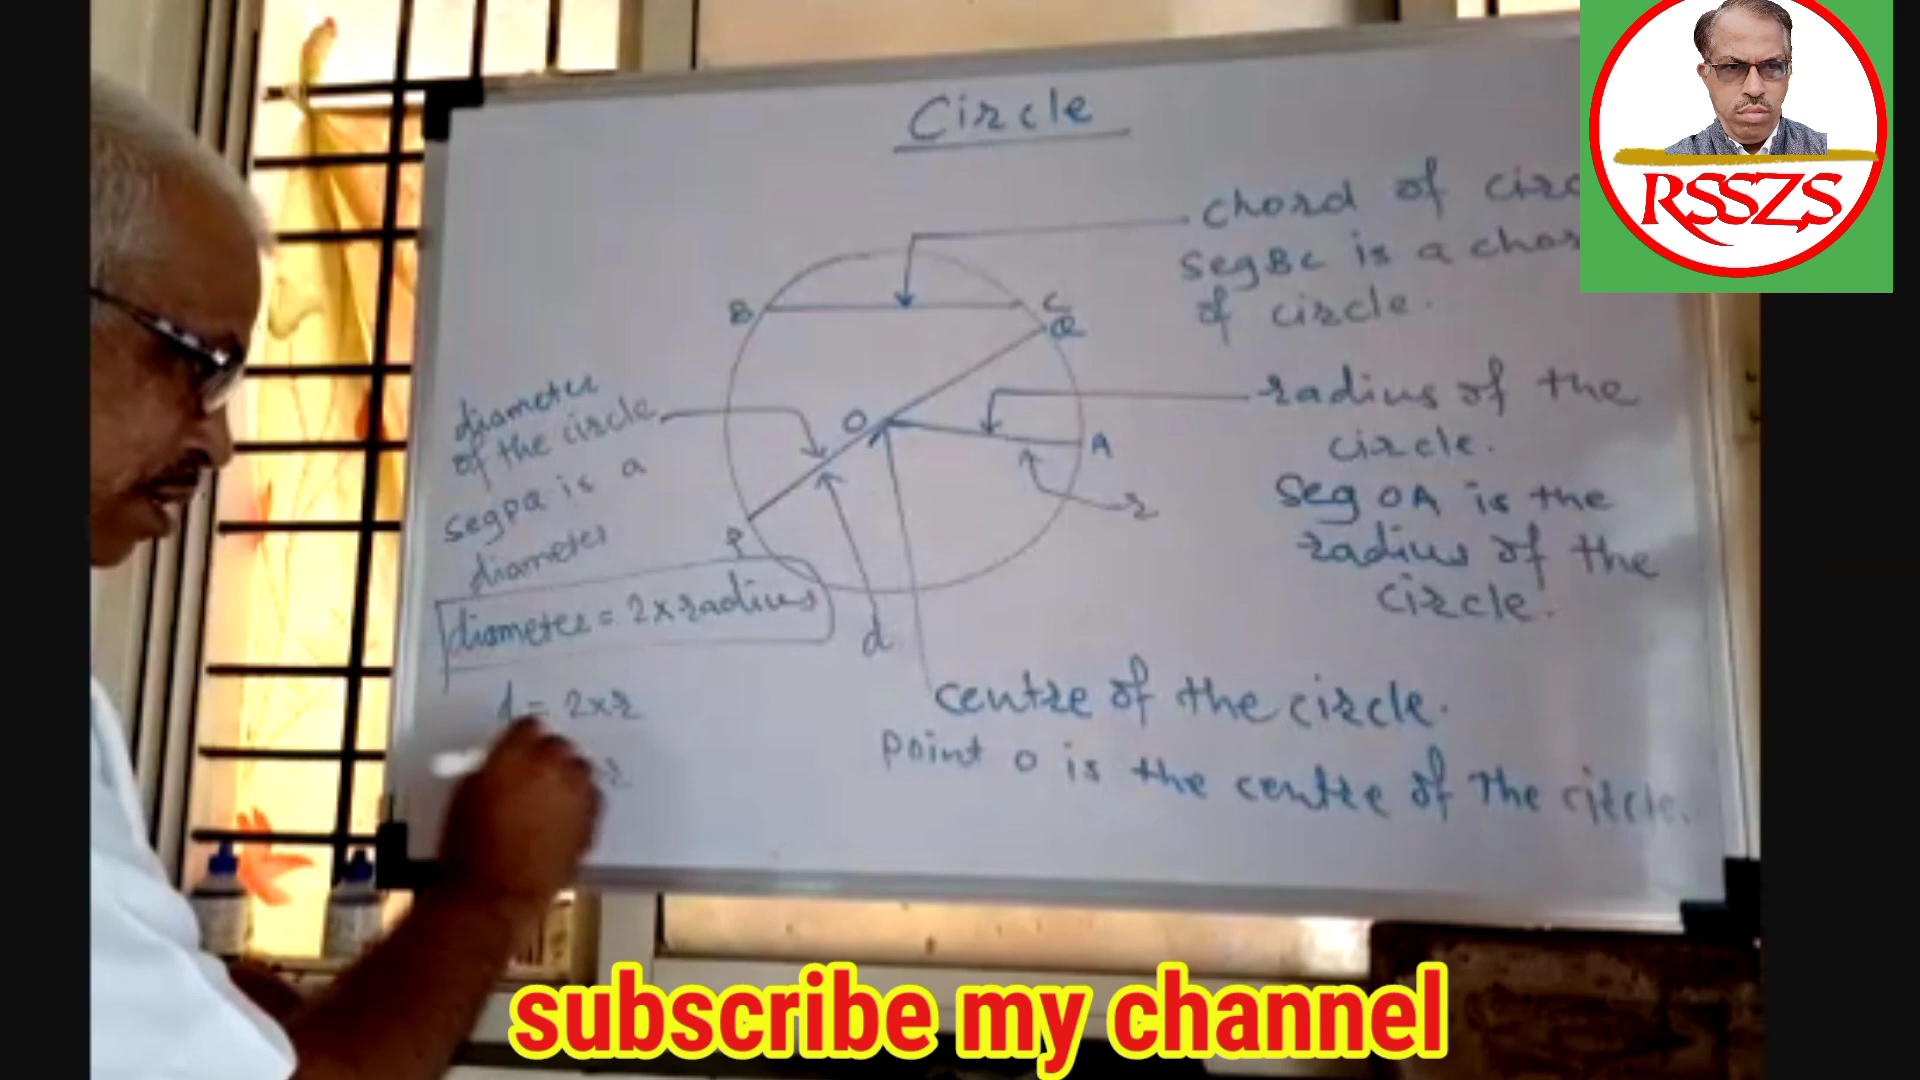 Circle
chord of circ
seg BC is a chor
of circle.
B
C
Q
O
A
P
r
d
diameter
of the circle
seg PQ is a
diameter
diameter = 2 x radius
d = 2 x r
radius of the
circle.
seg OA is the
radius of the
circle.
centre of the circle.
point O is the centre of the circle.
RSSZS
subscribe my channel